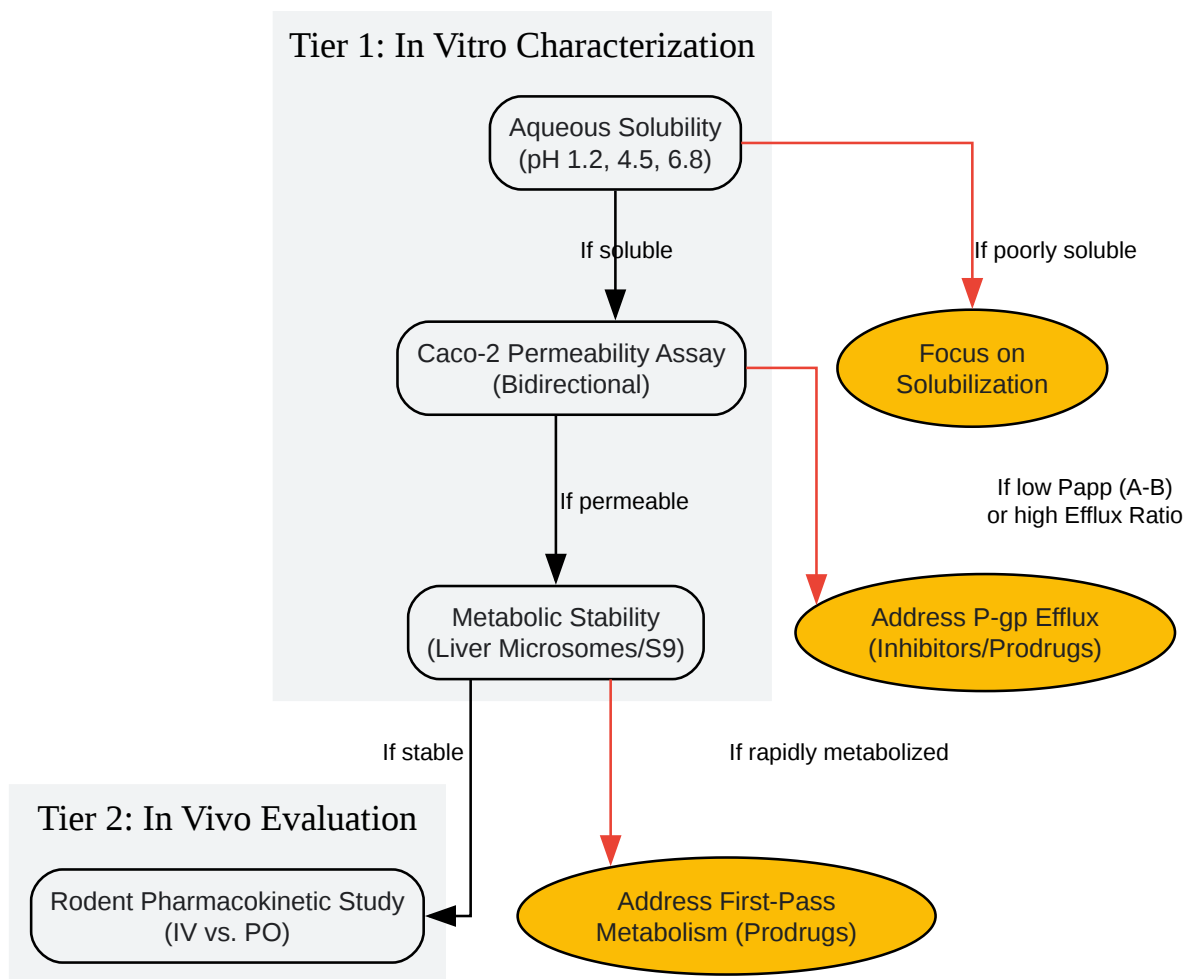 Tier 1: In Vitro Characterization
Aqueous Solubility
(pH 1.2, 4.5, 6.8)
If soluble
If poorly soluble
Caco-2 Permeability Assay
(Bidirectional)
Focus on
Solubilization
If permeable
If low Papp (A-B)
or high Efflux Ratio
Metabolic Stability
(Liver Microsomes/S9)
Address P-gp Efflux
(Inhibitors/Prodrugs)
If stable
If rapidly metabolized
Tier 2: In Vivo Evaluation
Rodent Pharmacokinetic Study
(IV vs. PO)
Address First-Pass
Metabolism (Prodrugs)